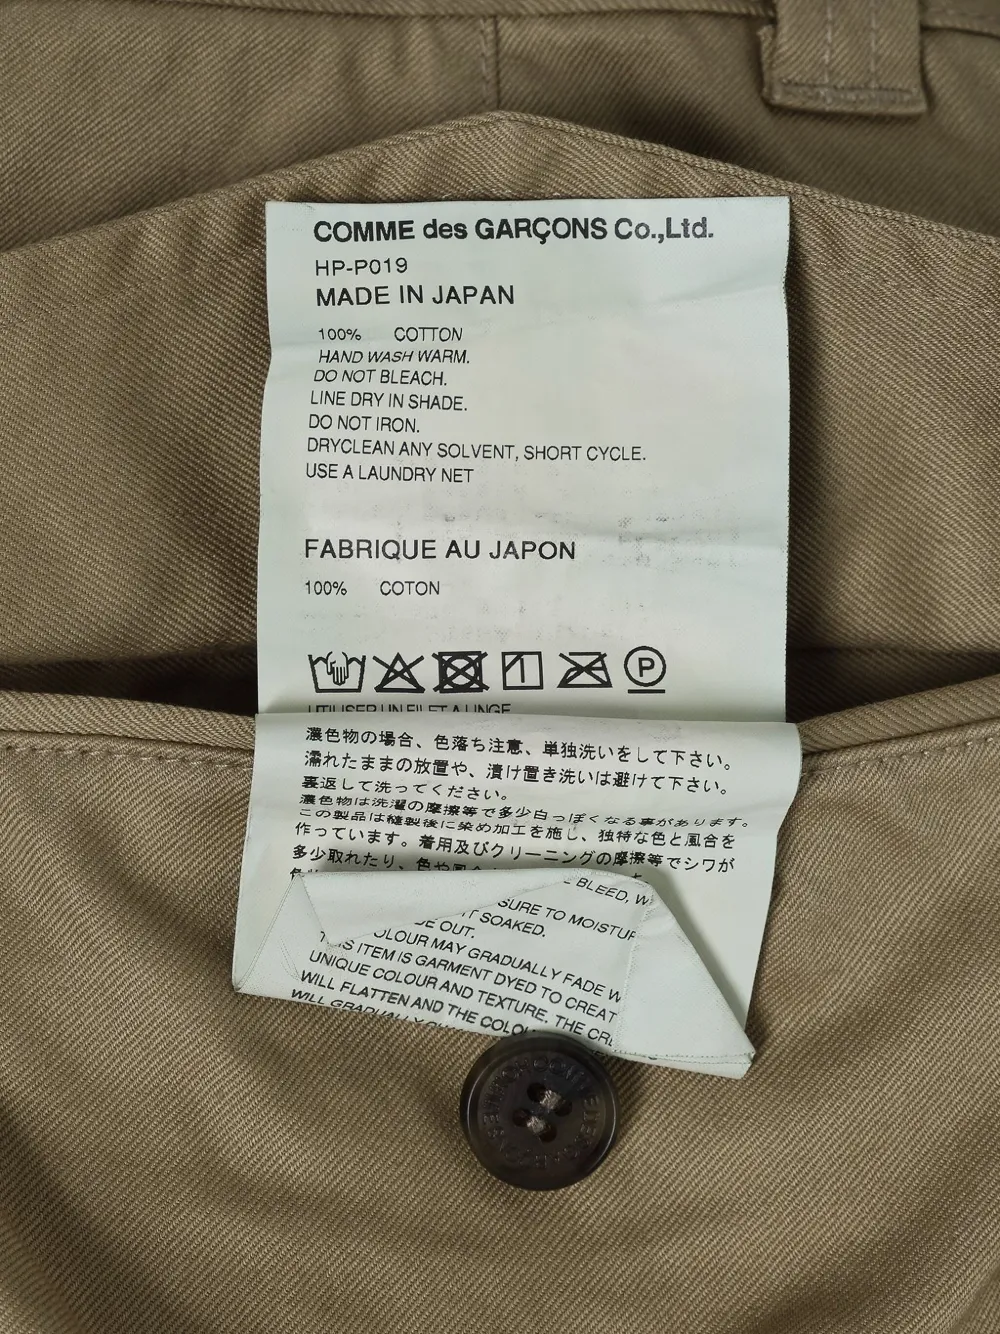 COMME des GARÇONS Co.,Ltd.
HP-P019
MADE IN JAPAN
100% COTTON
HAND WASH WARM.
DO NOT BLEACH.
LINE DRY IN SHADE.
DO NOT IRON.
DRYCLEAN ANY SOLVENT, SHORT CYCLE.
USE A LAUNDRY NET
FABRIQUE AU JAPON
100% COTON
P
UTILISER UN FILET A LINGE
濃色物の場合、色落ち注意、単独洗いをして下さい。
濡れたままの放置や、漬け置き洗いは避けて下さい。
裏返して洗ってください。
濃色物は洗濯の摩擦等で多少白っぽくなる事があります。
この製品は縫製後に染め加工を施し、独特な色と風合を
作っています。着用及びクリーニングの摩擦等でシワが
多少取れたり、色や風合
BLEED,
SURE TO
SOAKED.
OUT.
COLOUR MAY GRADUALLY FADE
THIS ITEM IS GARMENT DYED TO
UNIQUE COLOUR AND TEXTURE. THE
WILL FLATTEN AND THE
WILL GRADUALLY